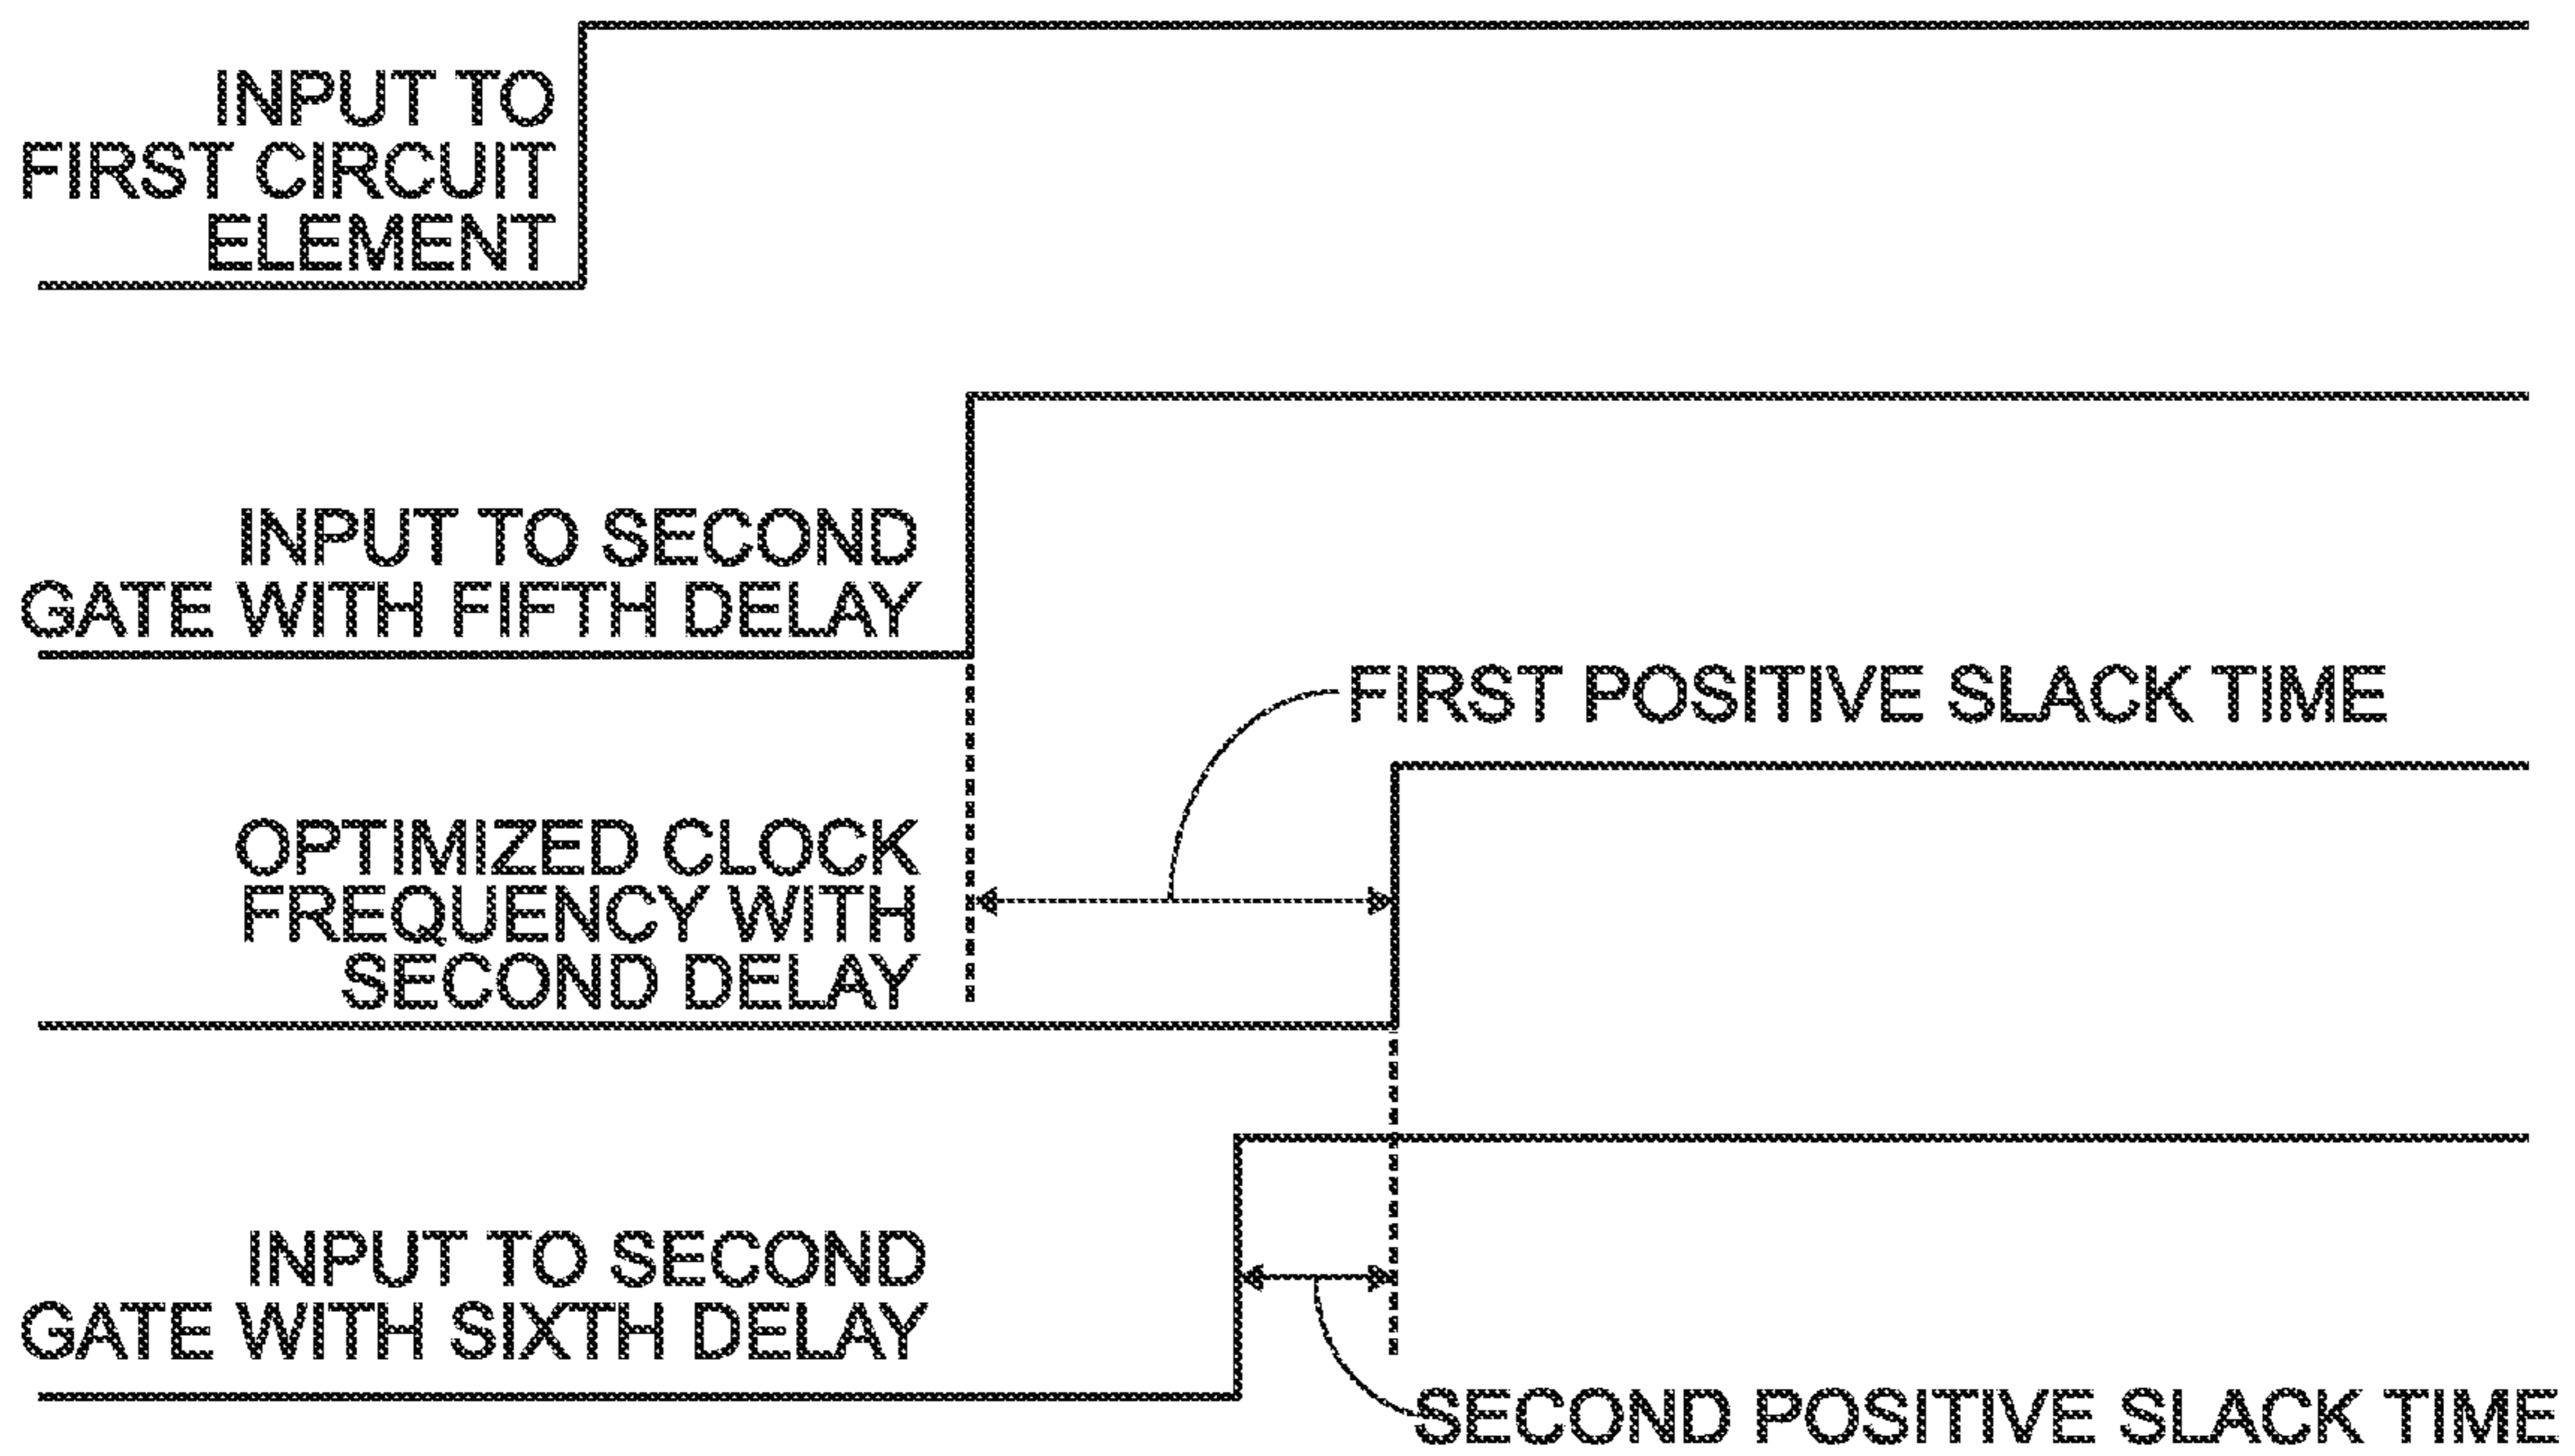 INPUT TO
FIRST CIRCUIT
ELEMENT
INPUT TO SECOND
GATE WITH FIFTH DELAY
FIRST POSITIVE SLACK TIME
OPTIMIZED CLOCK
FREQUENCY WITH
SECOND DELAY
INPUT TO SECOND
GATE WITH SIXTH DELAY
SECOND POSITIVE SLACK TIME